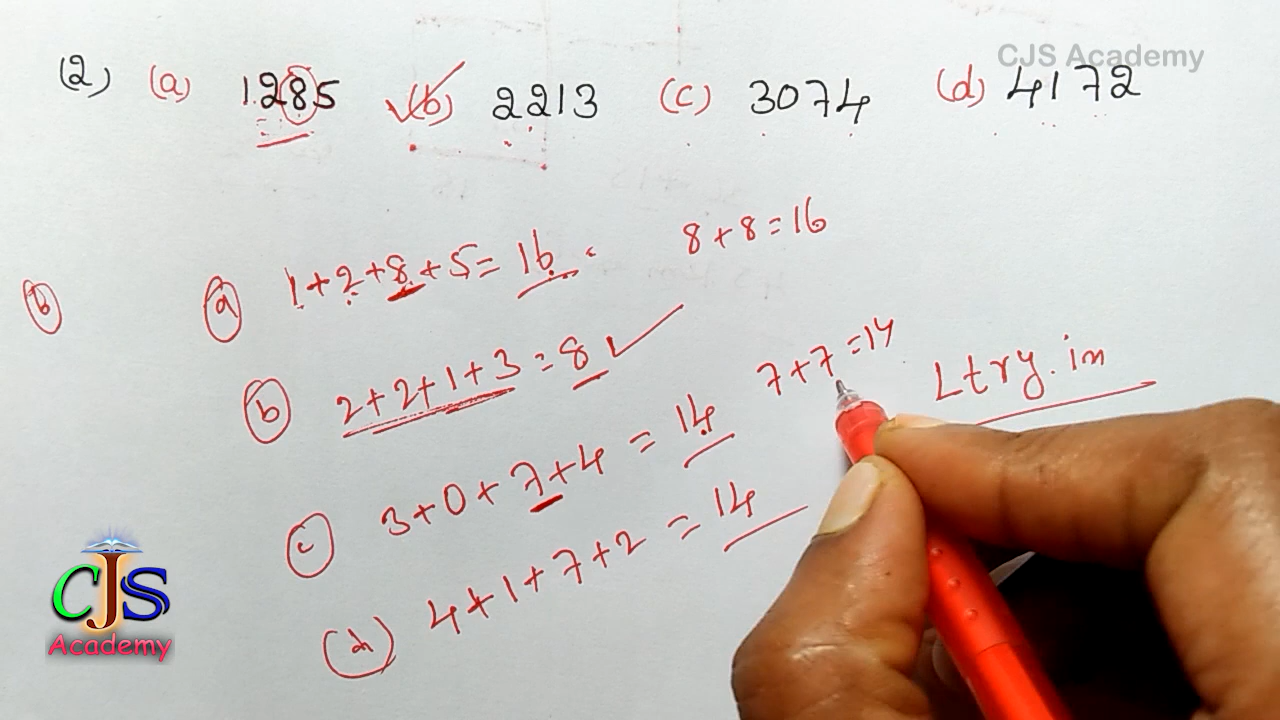 CJS Academy
(2) (a) 1285 (b) 2213 (c) 3074 (d) 4172
8+8=16
(b) (a) 1+2+8+5=16
(b) 2+2+1+3=8
7+7=14
Ltry.in
(c) 3+0+7+4=14
(d) 4+1+7+2=14
CJS
Academy